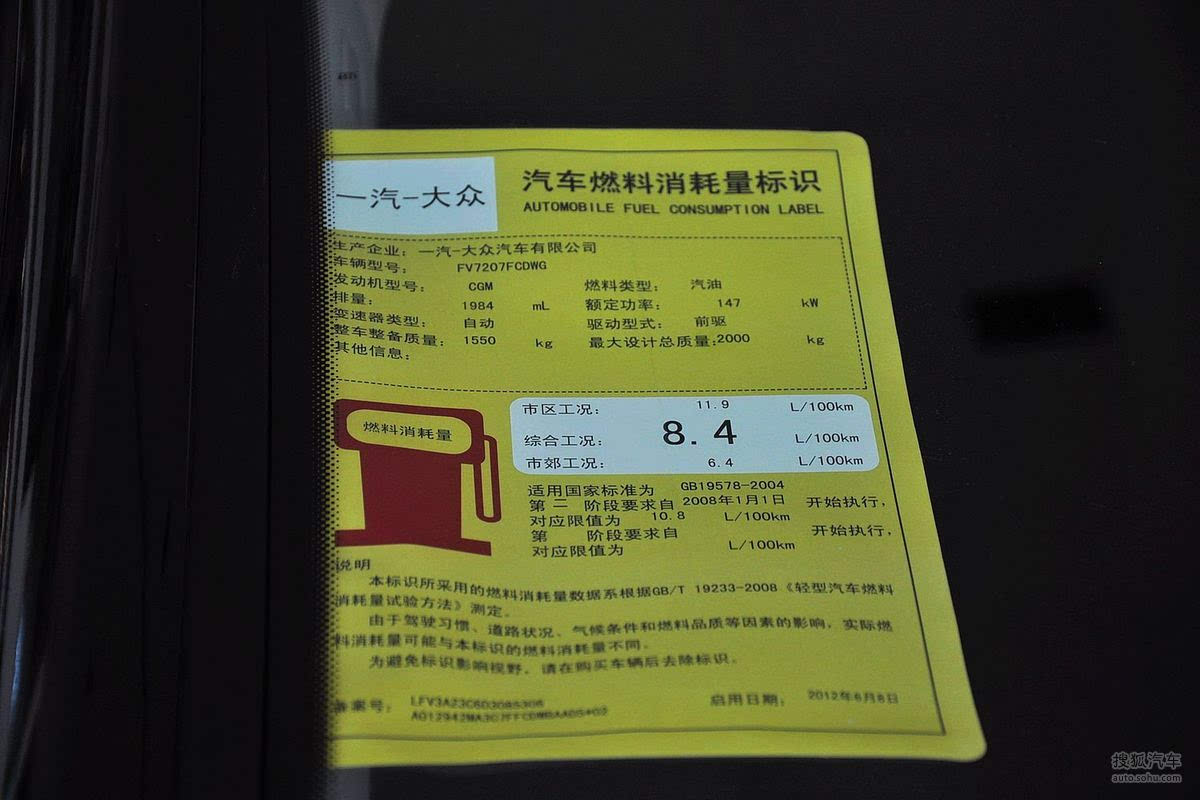 一汽-大众
汽车燃料消耗量标识
AUTOMOBILE FUEL CONSUMPTION LABEL
生产企业: 一汽-大众汽车有限公司
车辆型号: FV7207FCDWG
发动机型号: CGM 燃料类型: 汽油
排量: 1984 mL 额定功率: 147 kW
变速器类型: 自动 驱动型式: 前驱
整车整备质量: 1550 kg 最大设计总质量:2000 kg
其他信息:
燃料消耗量
市区工况: 11.9 L/100km
综合工况: 8.4 L/100km
市郊工况: 6.4 L/100km
适用国家标准为 GB19578-2004
第二 阶段要求自 2008年1月1日 开始执行,
对应限值为 10.8 L/100km
第 阶段要求自 开始执行,
对应限值为 L/100km
说明
本标识所采用的燃料消耗量数据系根据GB/T 19233-2008《轻型汽车燃料
消耗量试验方法》测定。
由于驾驶习惯、道路状况、气候条件和燃料品质等因素的影响,实际燃
料消耗量可能与本标识的燃料消耗量不同。
为避免标识影响视野,请在购买车辆后去除标识。
备案号: 启用日期: 2012年6月8日
搜狐汽车
auto.sohu.com